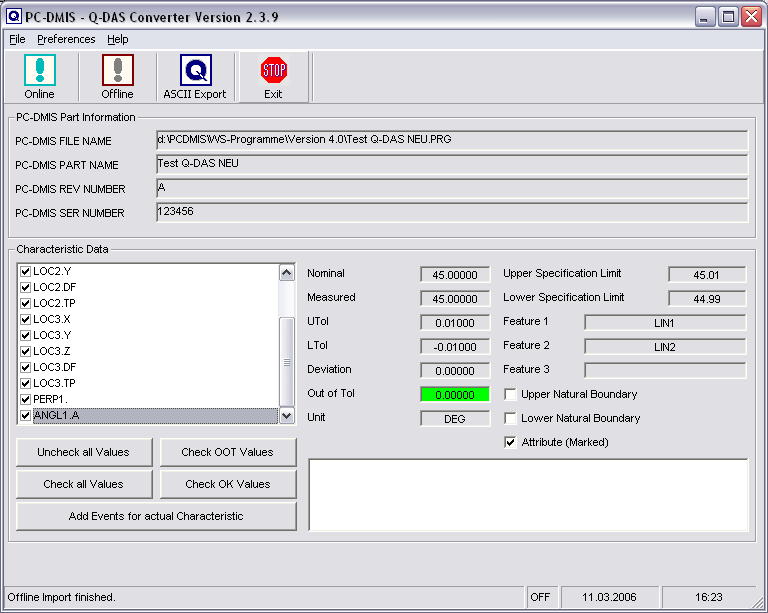 PC-DMIS - Q-DAS Converter Version 2.3.9
File Preferences Help
Online Offline ASCII Export STOP Exit
PC-DMIS Part Information
PC-DMIS FILE NAME d:\PCDMIS\WS-Programme\Version 4.0\Test Q-DAS NEU.PRG
PC-DMIS PART NAME Test Q-DAS NEU
PC-DMIS REV NUMBER A
PC-DMIS SER NUMBER 123456
Characteristic Data
LOC2.Y
LOC2.DF
LOC2.TP
LOC3.X
LOC3.Y
LOC3.Z
LOC3.DF
LOC3.TP
PERP1.
ANGL1.A
Nominal 45.00000 Upper Specification Limit 45.01
Measured 45.00000 Lower Specification Limit 44.99
UTol 0.01000 Feature 1 LIN1
LTol -0.01000 Feature 2 LIN2
Deviation 0.00000 Feature 3
Out of Tol 0.00000 Upper Natural Boundary
Unit DEG Lower Natural Boundary
Attribute (Marked)
Uncheck all Values Check OOT Values
Check all Values Check OK Values
Add Events for actual Characteristic
Offline Import finished. OFF 11.03.2006 16:23